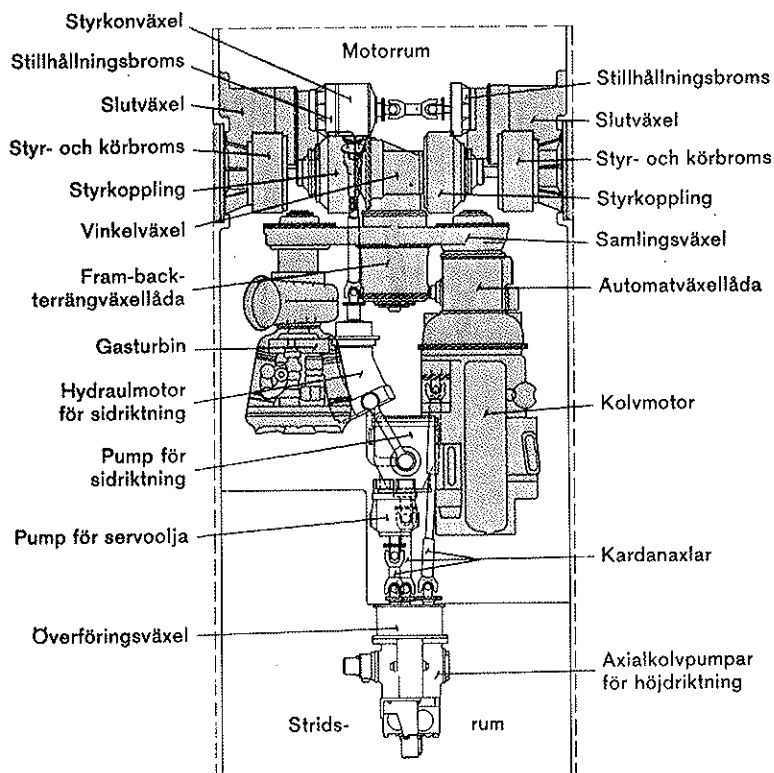 Styrkonväxel
Motorrum
Stillhållningsbroms
Slutväxel
Styr- och körbroms
Styrkoppling
Vinkelväxel
Fram-back-
terrängväxellåda
Gasturbin
Hydraulmotor
för sidriktning
Pump för
sidriktning
Pump för servoolja
Överföringsväxel
Stillhållningsbroms
Slutväxel
Styr- och körbroms
Styrkoppling
Samlingsväxel
Automatväxellåda
Kolvmotor
Kardanaxlar
Axialkolvpumpar
för höjdriktning
Strids- rum